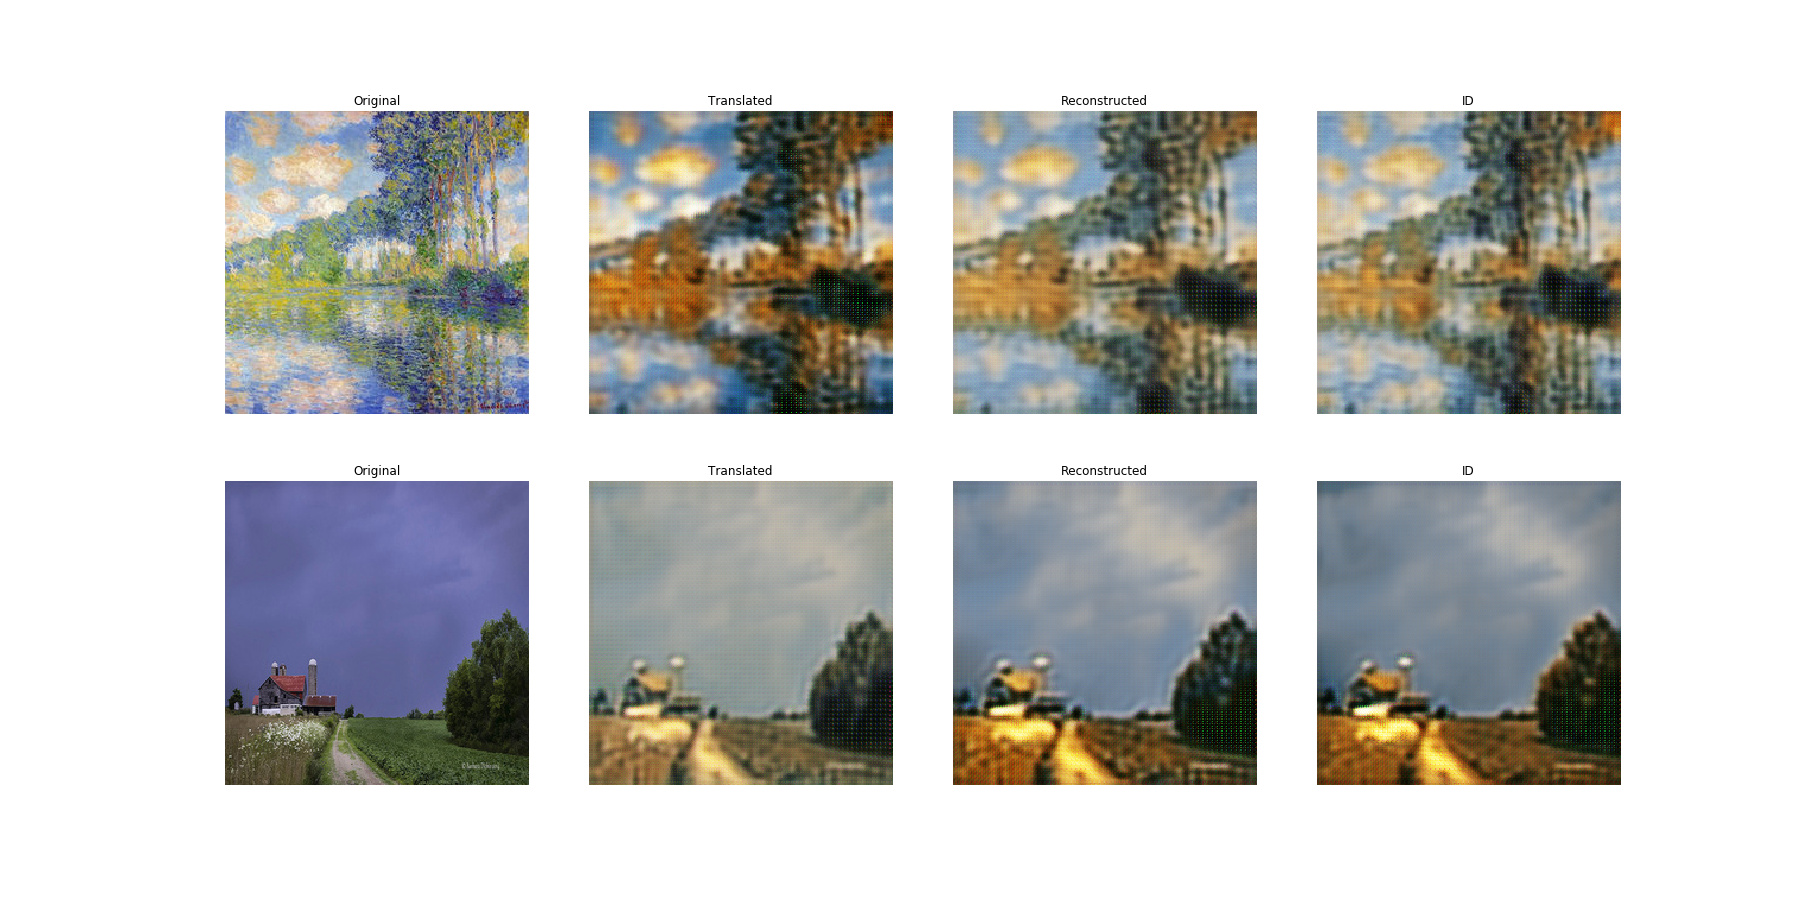 Original
Translated
Reconstructed
ID
Original
Translated
Reconstructed
ID